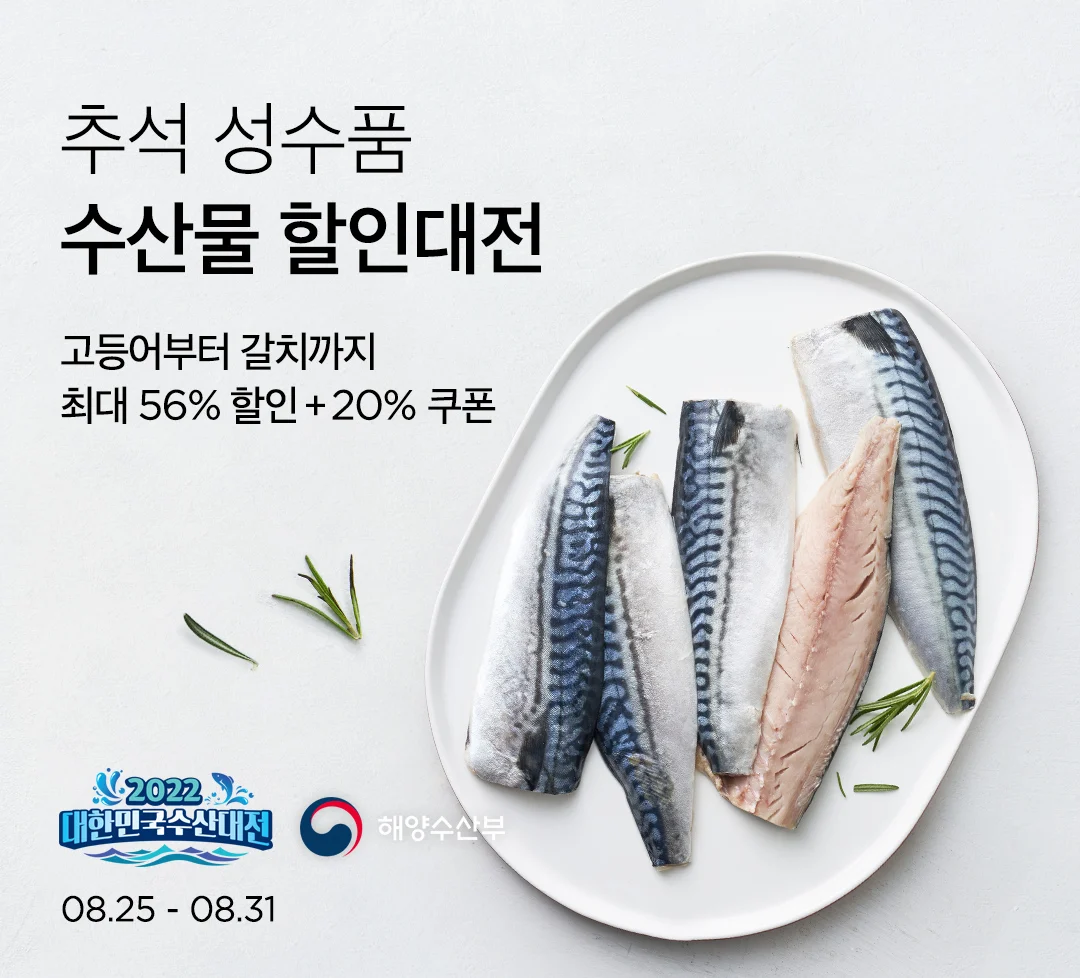 추석 성수품
수산물 할인대전
고등어부터 갈치까지
최대 56% 할인+20% 쿠폰
2022
대한민국수산대전
해양수산부
08.25 - 08.31